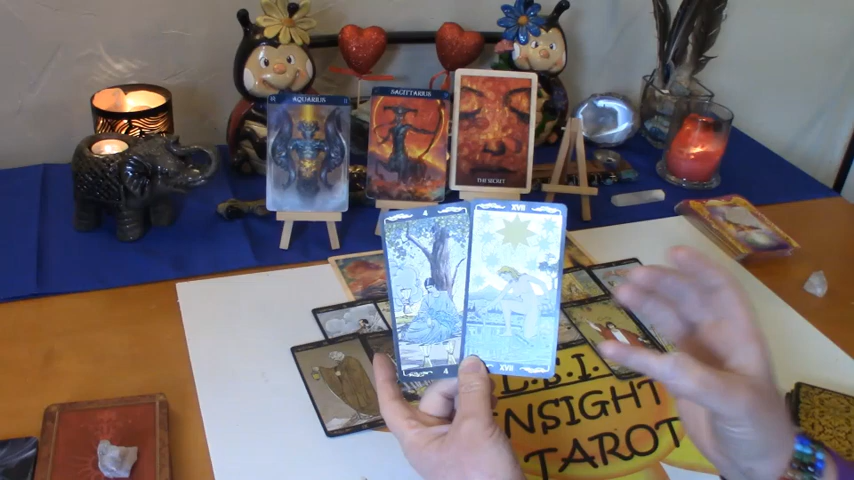 AQUARIUS
SAGITTARIUS
THE SECRET
4
XVII
4
XVII
L.B.I.
INSIGHT
TAROT